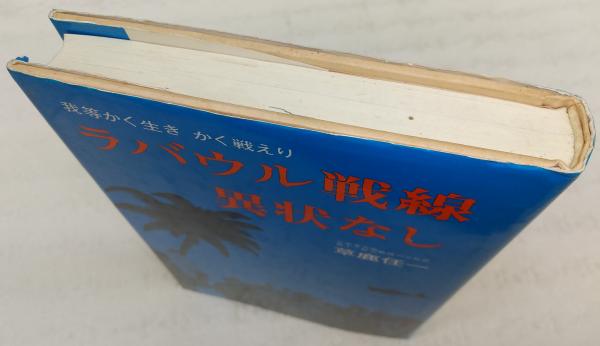 我等かく生き かく戦えり
ラバウル戦線
異状なし
草鹿任一